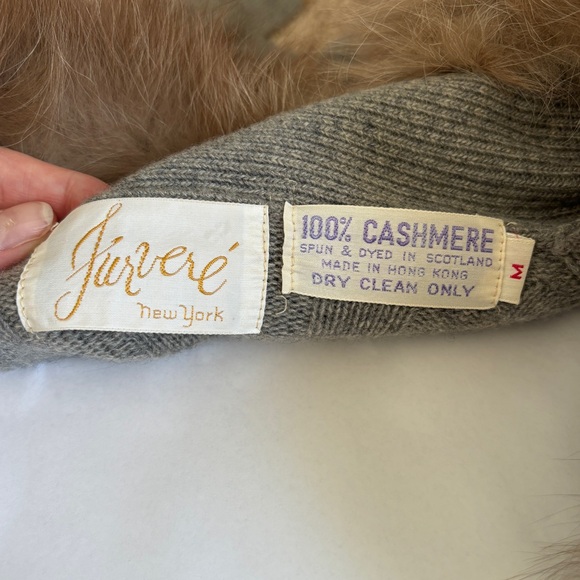 Furveré
New York
100% CASHMERE
SPUN & DYED IN SCOTLAND
MADE IN HONG KONG
DRY CLEAN ONLY
M